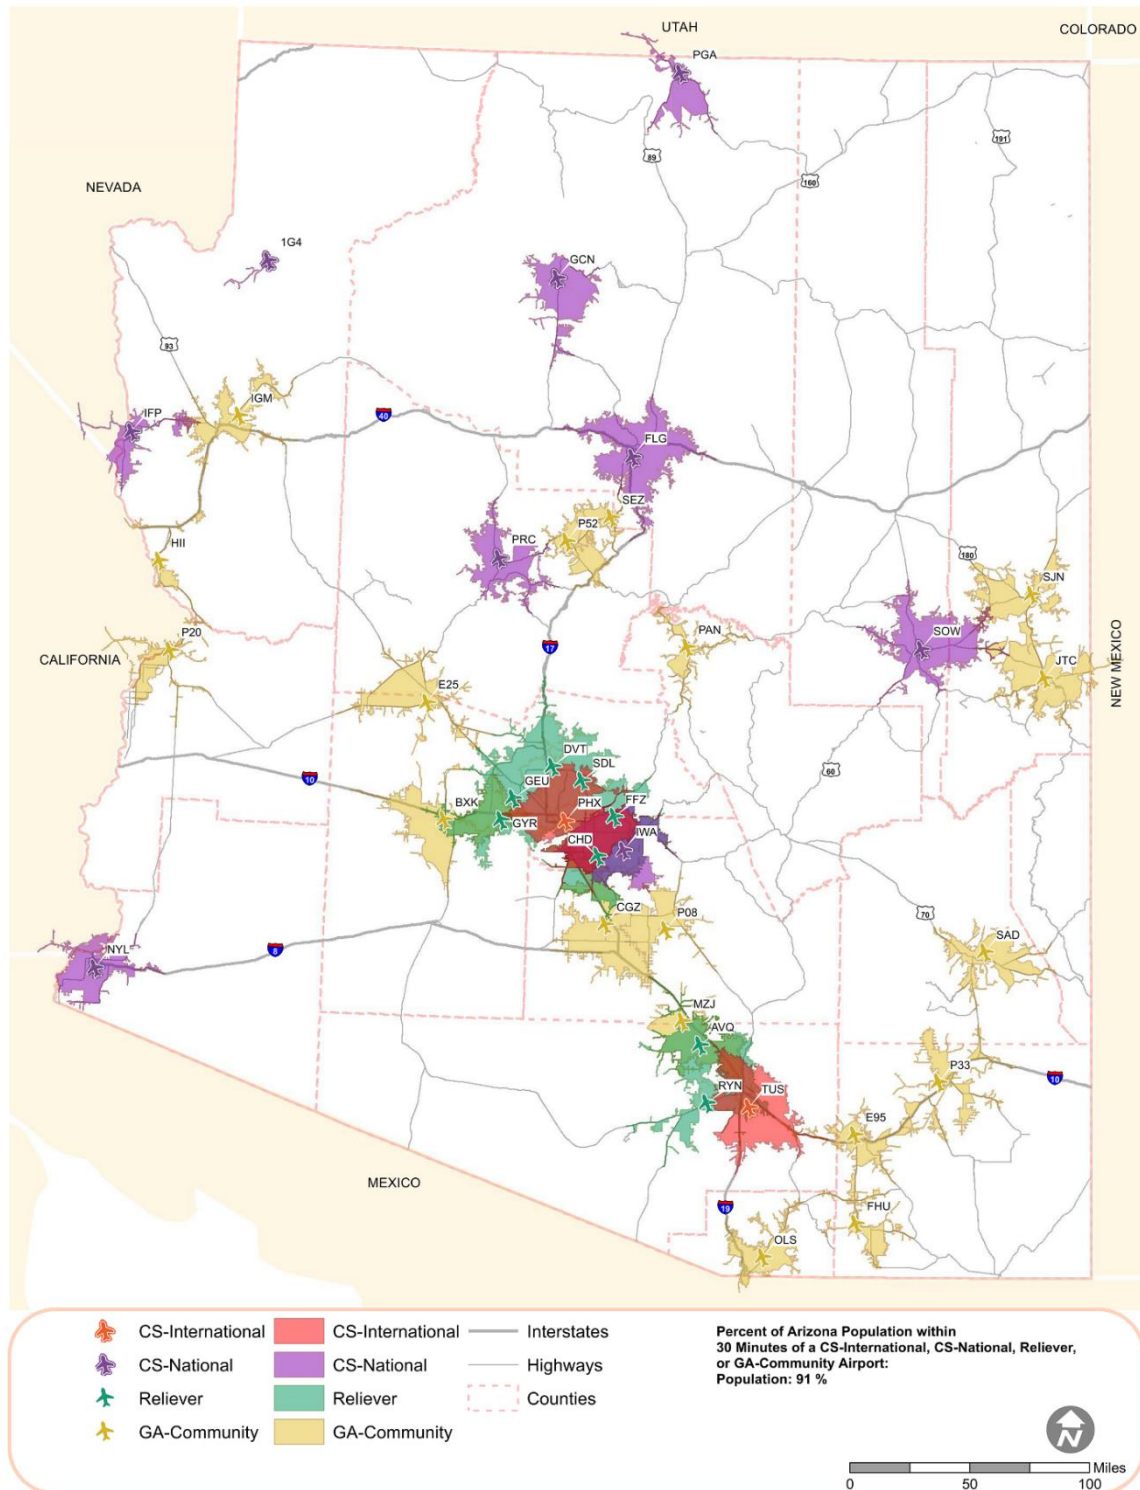 UTAH
COLORADO
PGA
191
89
160
NEVADA
1G4
GCN
93
IGM
IFP
40
FLG
SEZ
P52
PRC
HII
180
SJN
P20
PAN
SOW
CALIFORNIA
17
JTC
NEW MEXICO
E25
DVT
SDL
60
10
GEU
BXK
PHX
FFZ
GYR
IWA
CHD
CGZ
P08
70
SAD
NYL
8
MZJ
AVQ
P33
10
RYN
TUS
E95
MEXICO
19
FHU
OLS
CS-International
CS-International
Interstates
CS-National
CS-National
Highways
Reliever
Reliever
Counties
GA-Community
GA-Community
Percent of Arizona Population within
30 Minutes of a CS-International, CS-National, Reliever,
or GA-Community Airport:
Population: 91 %
N
Miles
0 50 100